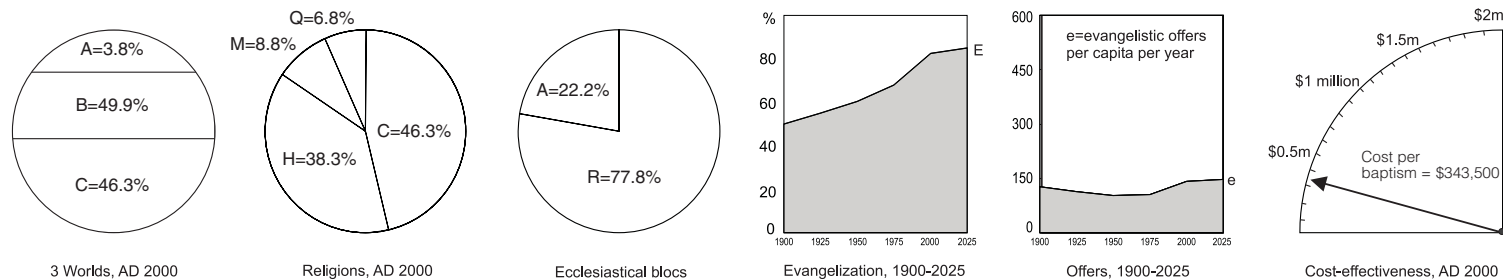 A=3.8%
B=49.9%
C=46.3%
3 Worlds, AD 2000
Q=6.8%
M=8.8%
C=46.3%
H=38.3%
Religions, AD 2000
A=22.2%
R=77.8%
Ecclesiastical blocs
%
80
60
40
20
0
E
1900 1925 1950 1975 2000 2025
Evangelization, 1900-2025
600
450
300
150
0
e=evangelistic offers
per capita per year
e
1900 1925 1950 1975 2000 2025
Offers, 1900-2025
$2m
$1.5m
$1 million
$0.5m
Cost per
baptism = $343,500
Cost-effectiveness, AD 2000